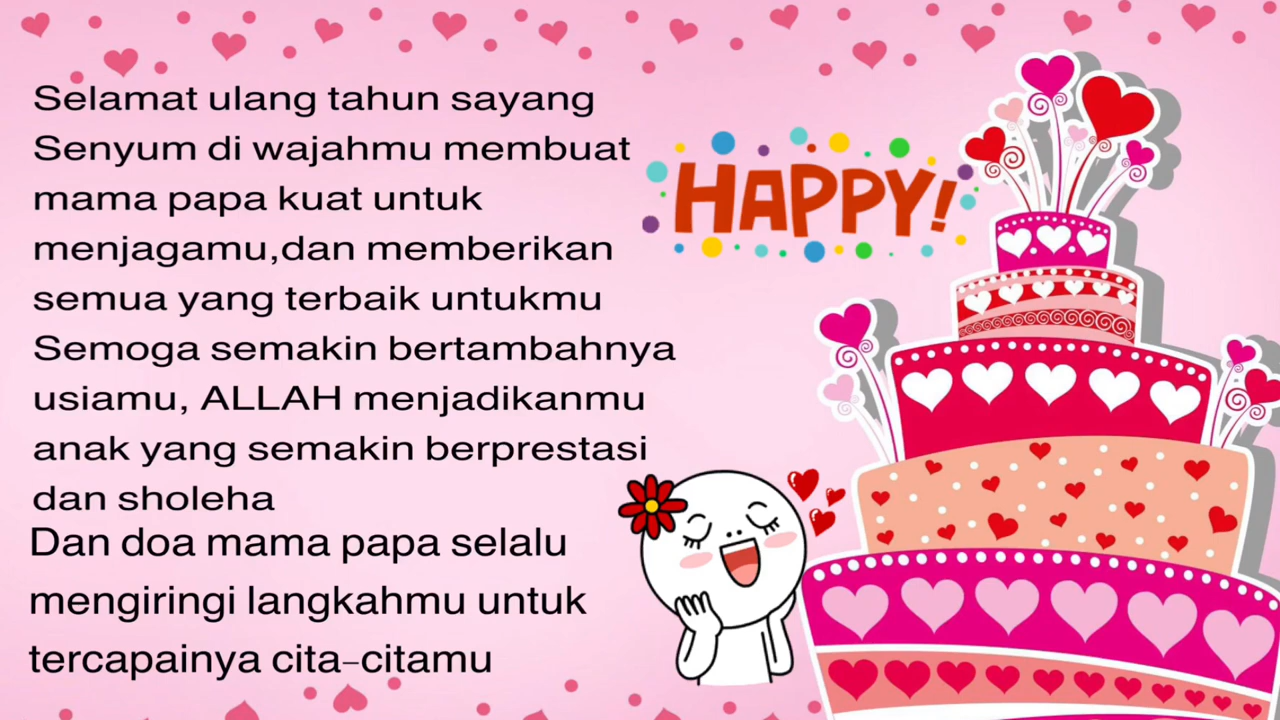 Selamat ulang tahun sayang
Senyum di wajahmu membuat
mama papa kuat untuk
menjagamu,dan memberikan
semua yang terbaik untukmu
Semoga semakin bertambahnya
usiamu, ALLAH menjadikanmu
anak yang semakin berprestasi
dan sholeha
Dan doa mama papa selalu
mengiringi langkahmu untuk
tercapainya cita-citamu
HAPPY!